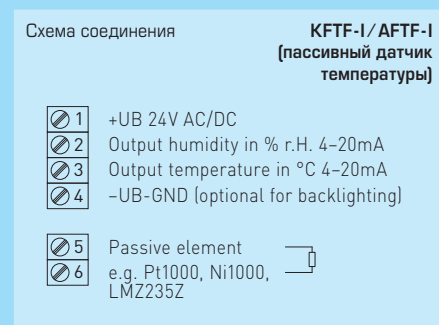 Схема соединения
KFTF-I / AFTF-I
(пассивный датчик
температуры)
1 +UB 24V AC/DC
2 Output humidity in % r.H. 4–20mA
3 Output temperature in °C 4–20mA
4 –UB-GND (optional for backlighting)
5 Passive element
6 e.g. Pt1000, Ni1000,
LMZ235Z